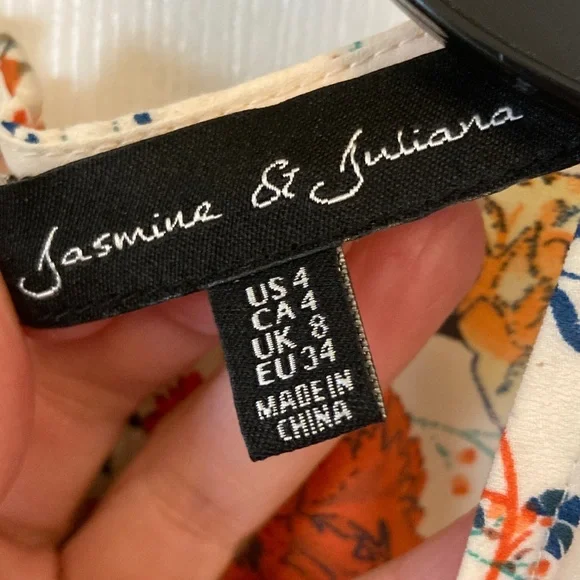 Jasmine & Juliana
US 4
CA 4
UK 8
EU 34
MADE IN
CHINA